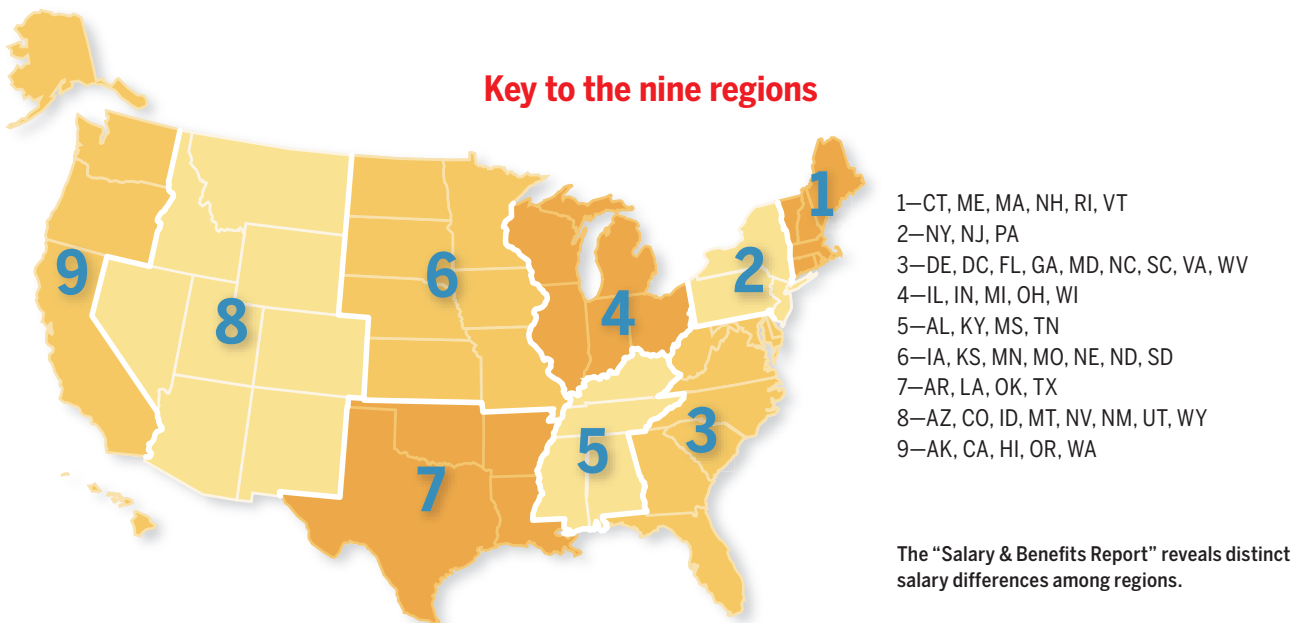 Key to the nine regions
1
2
3
4
5
6
7
8
9
1—CT, ME, MA, NH, RI, VT
2—NY, NJ, PA
3—DE, DC, FL, GA, MD, NC, SC, VA, WV
4—IL, IN, MI, OH, WI
5—AL, KY, MS, TN
6—IA, KS, MN, MO, NE, ND, SD
7—AR, LA, OK, TX
8—AZ, CO, ID, MT, NV, NM, UT, WY
9—AK, CA, HI, OR, WA
The “Salary & Benefits Report” reveals distinct
salary differences among regions.